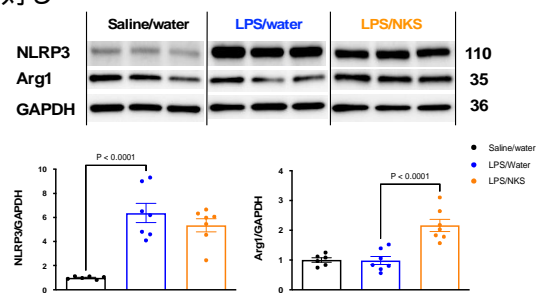 Saline/water LPS/water LPS/NKS
NLRP3 110
Arg1 35
GAPDH 36
Saline/water
LPS/Water
LPS/NKS
P < 0.0001
10
8
6
4
2
0
NLRP3/GAPDH
P < 0.0001
4
3
2
1
0
Arg1/GAPDH